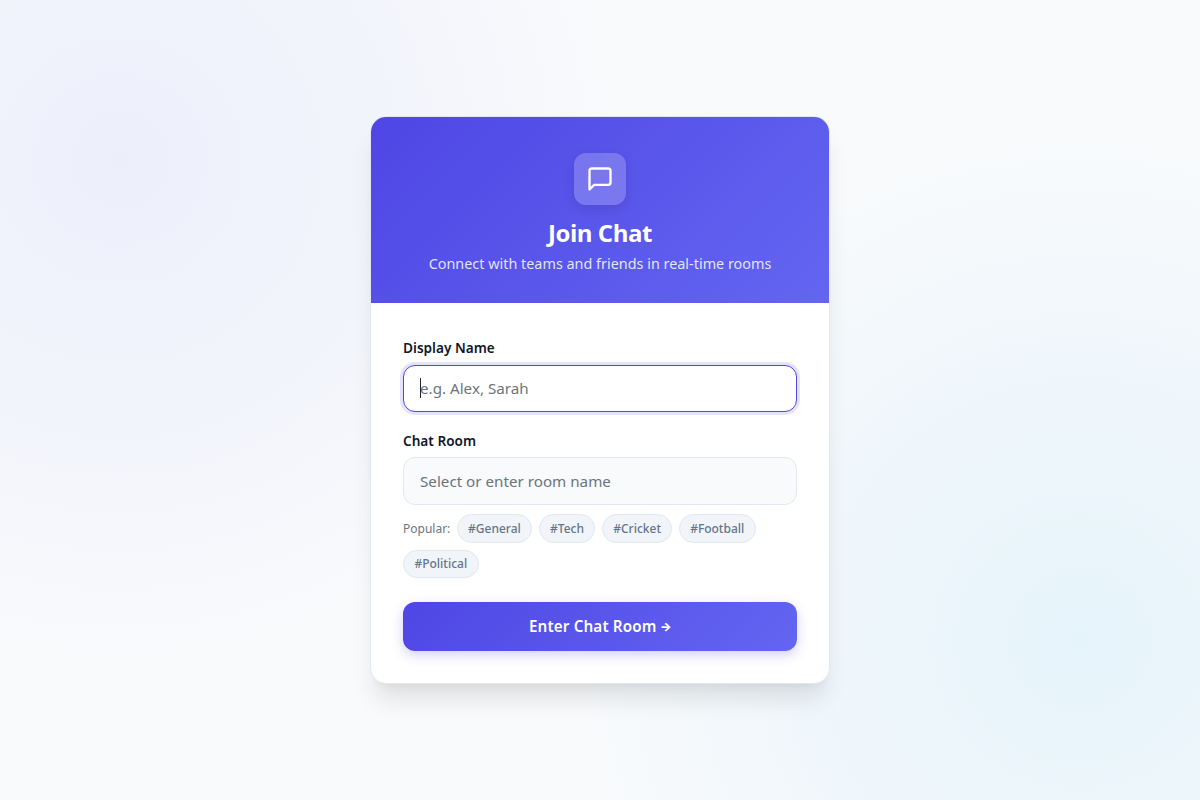 Join Chat
Connect with teams and friends in real-time rooms
Display Name
e.g. Alex, Sarah
Chat Room
Select or enter room name
Popular: #General #Tech #Cricket #Football
#Political
Enter Chat Room →